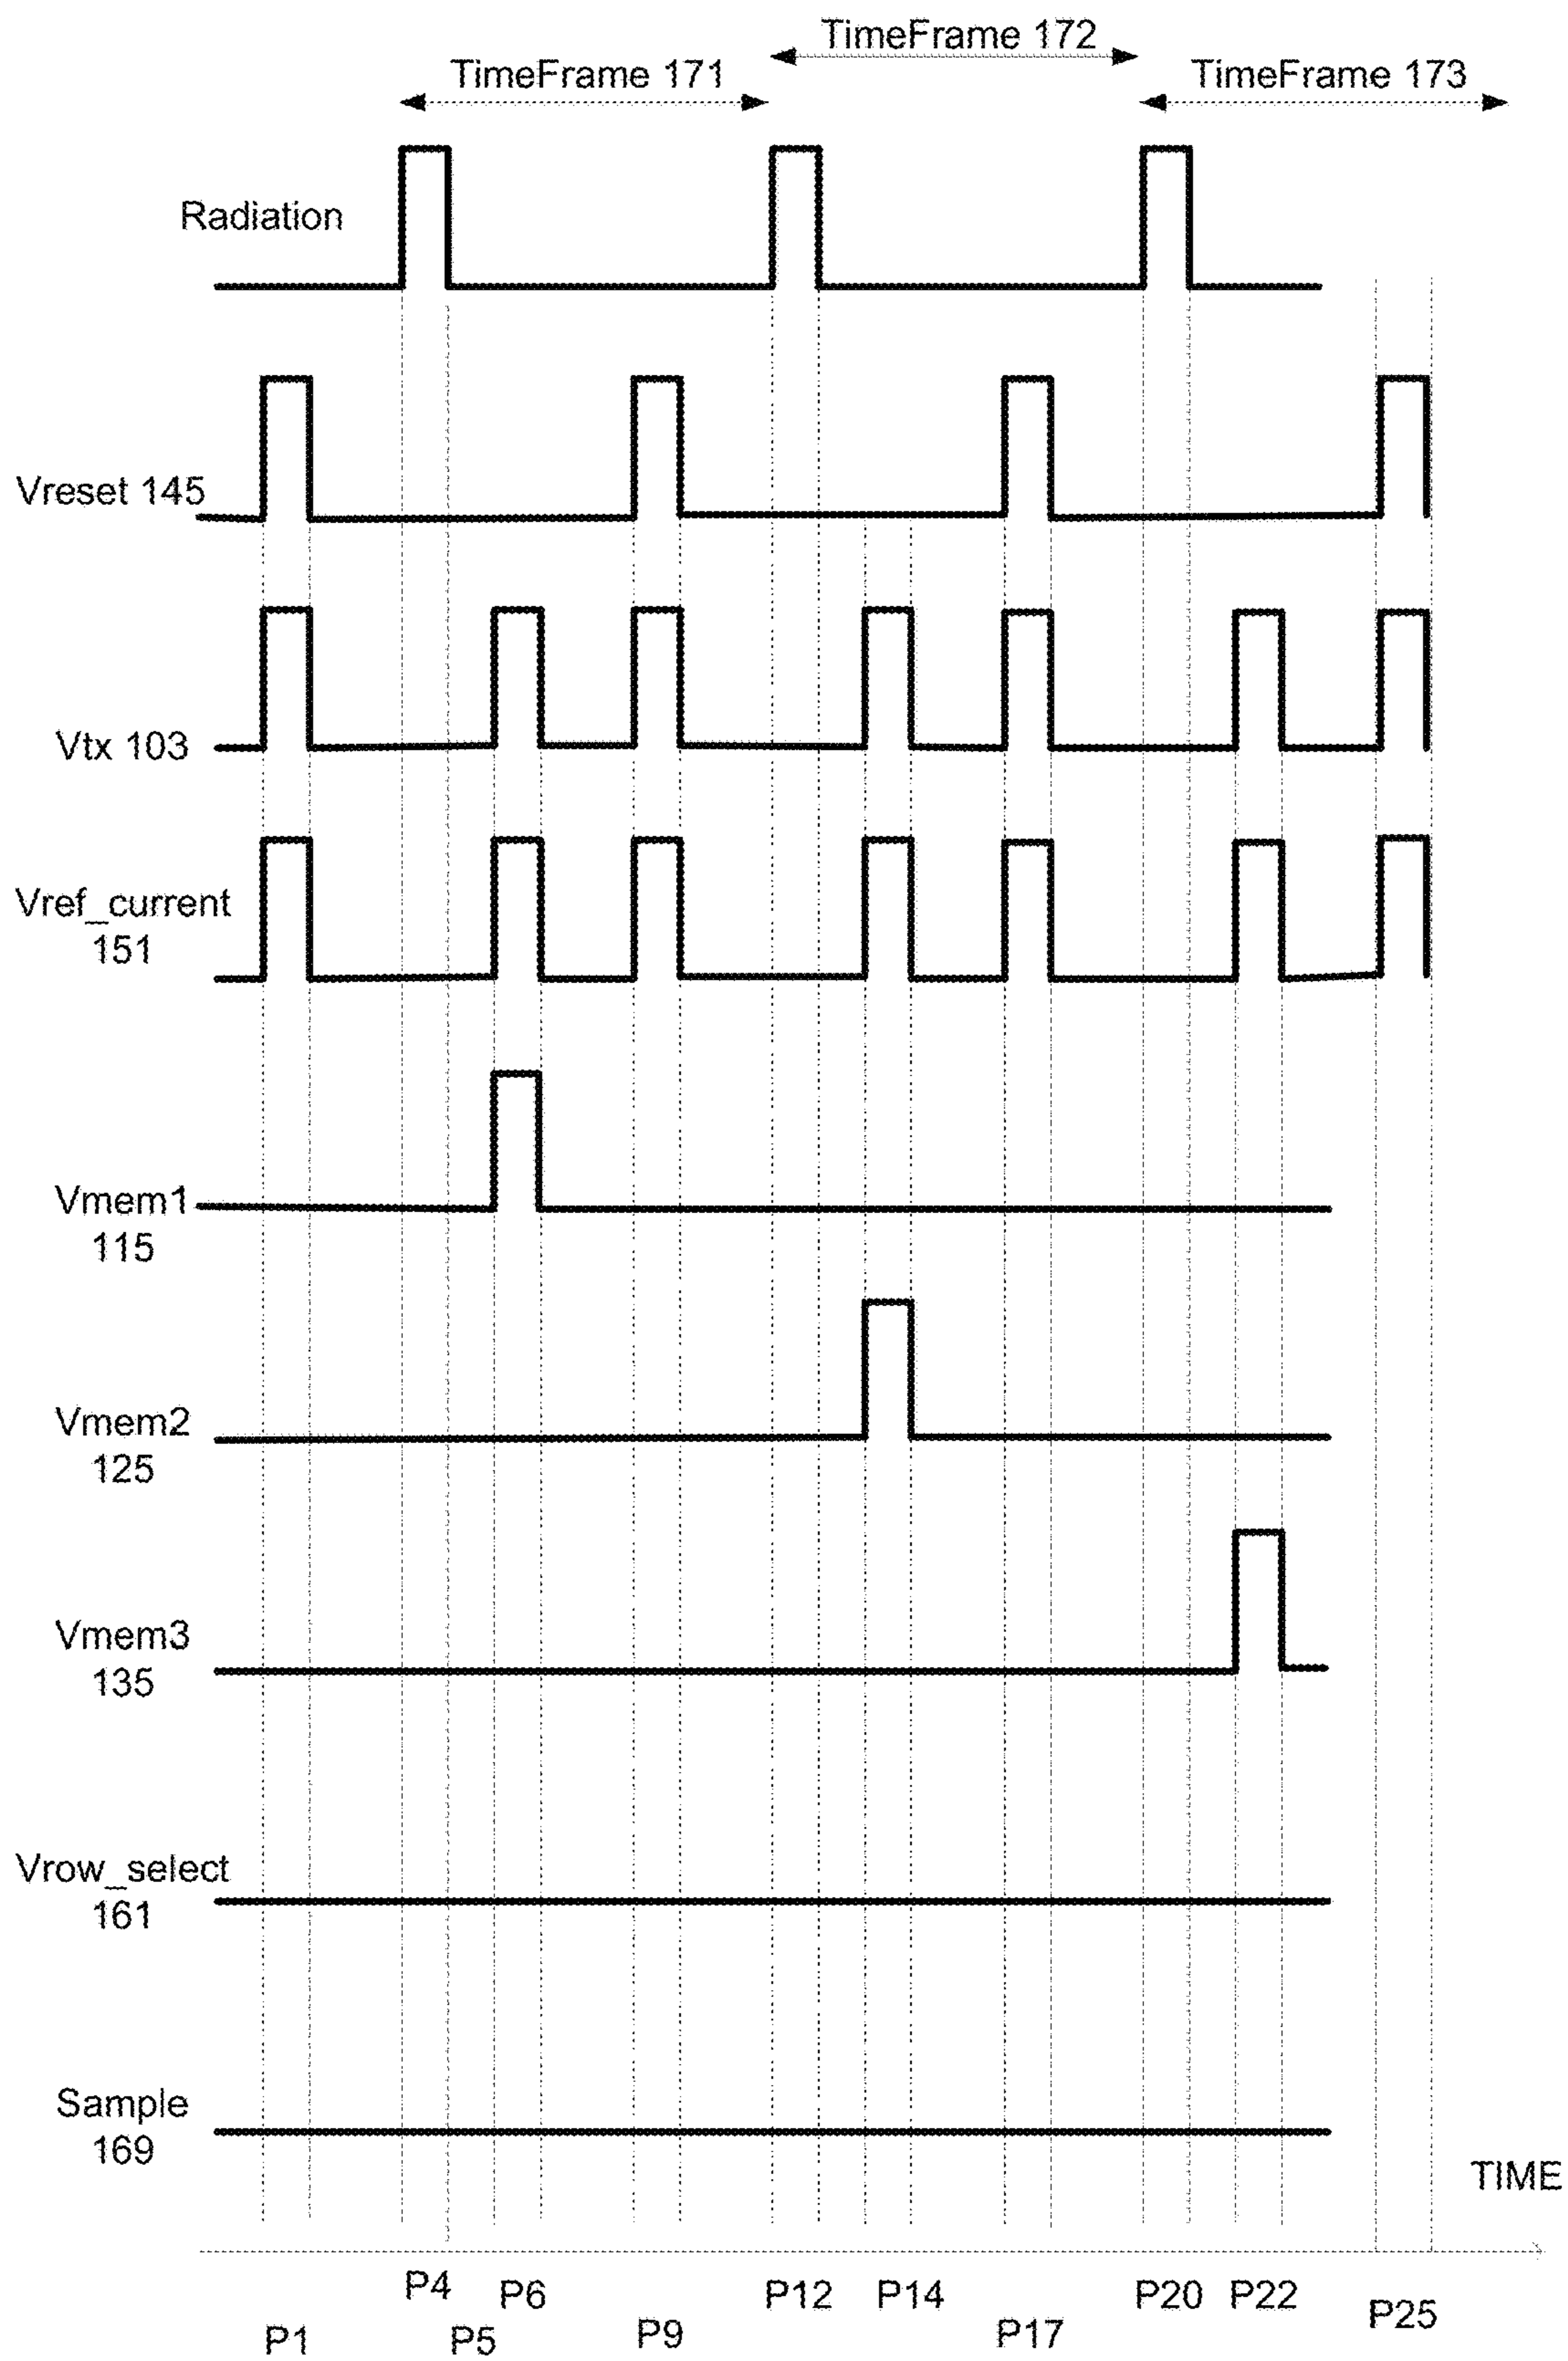 TimeFrame 172
TimeFrame 171
TimeFrame 173
Radiation
Vreset 145
Vtx 103
Vref_current
151
Vmem1
115
Vmem2
125
Vmem3
135
Vrow_select
161
Sample
169
TIME
P4
P6
P12
P14
P20
P22
P25
P1
P5
P9
P17